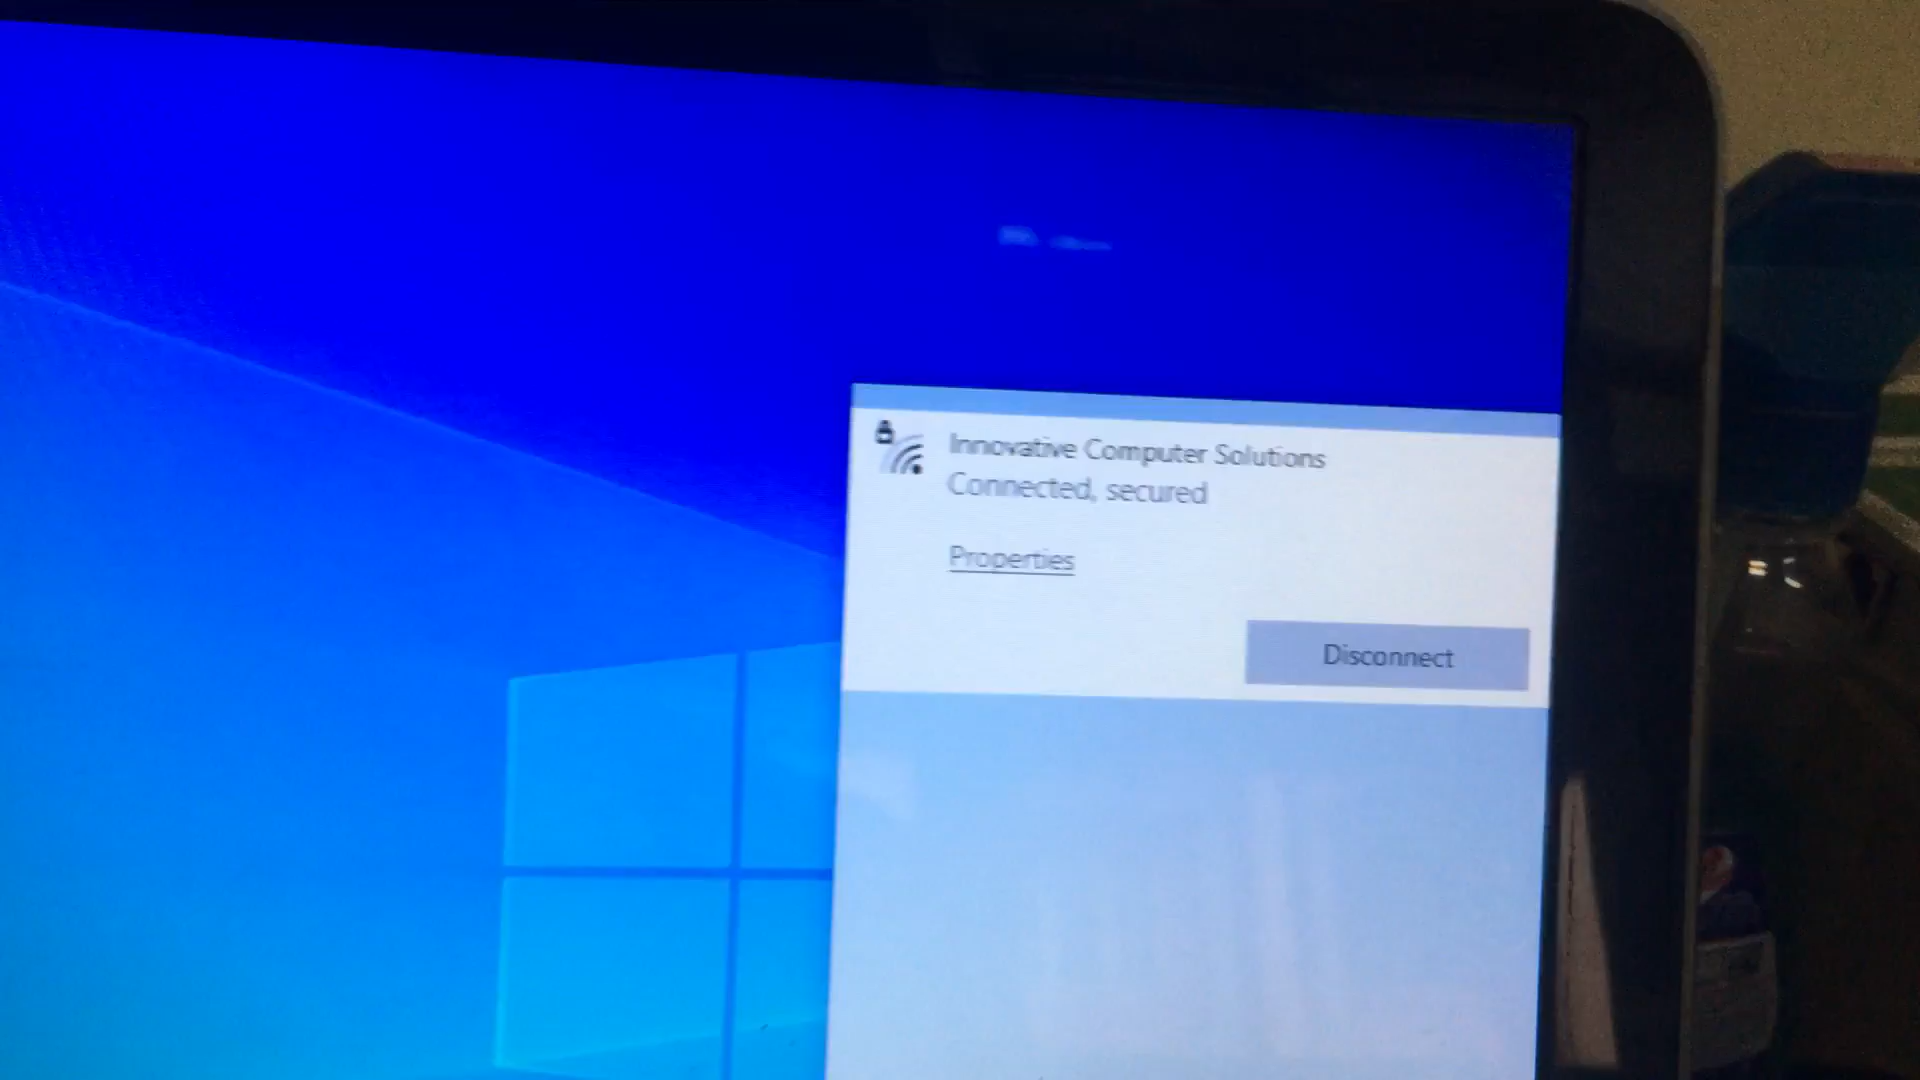 Innovative Computer Solutions
Connected, secured
Properties
Disconnect